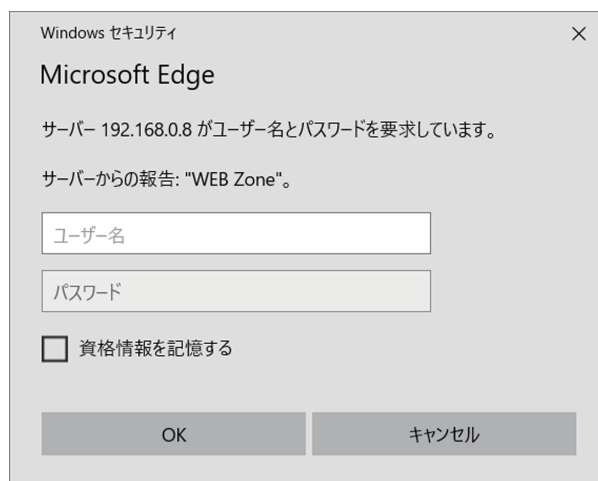 Windows セキュリティ
Microsoft Edge
サーバー 192.168.0.8 がユーザー名とパスワードを要求しています。
サーバーからの報告: "WEB Zone"。
ユーザー名
パスワード
資格情報を記憶する
OK
キャンセル